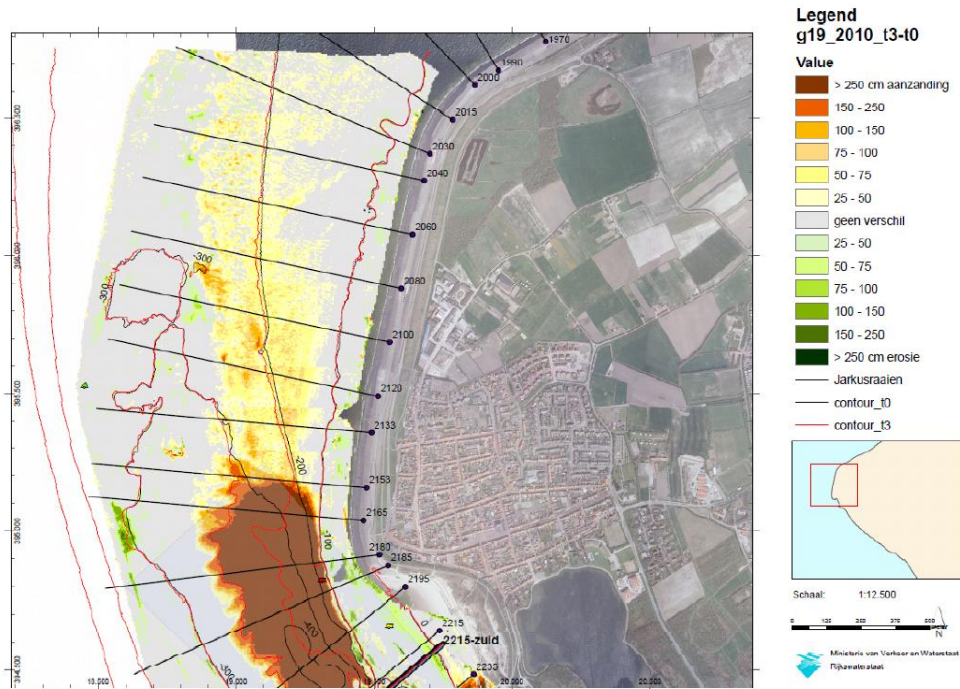 Legend
g19_2010_t3-t0
Value
> 250 cm aanzanding
150 - 250
100 - 150
75 - 100
50 - 75
25 - 50
geen verschil
25 - 50
50 - 75
75 - 100
100 - 150
150 - 250
> 250 cm erosie
Jarkusraaien
contour_t0
contour_t3
Schaal: 1:12.500
N
Ministerie van Verkeer en Waterstaat
Rijkswaterstaat
1970
1990
2000
2015
2030
2040
2060
2080
2100
2120
2133
2153
2165
2180
2185
2195
2215
2215-zuid
-300
-300
-200
-100
-400
-300
0